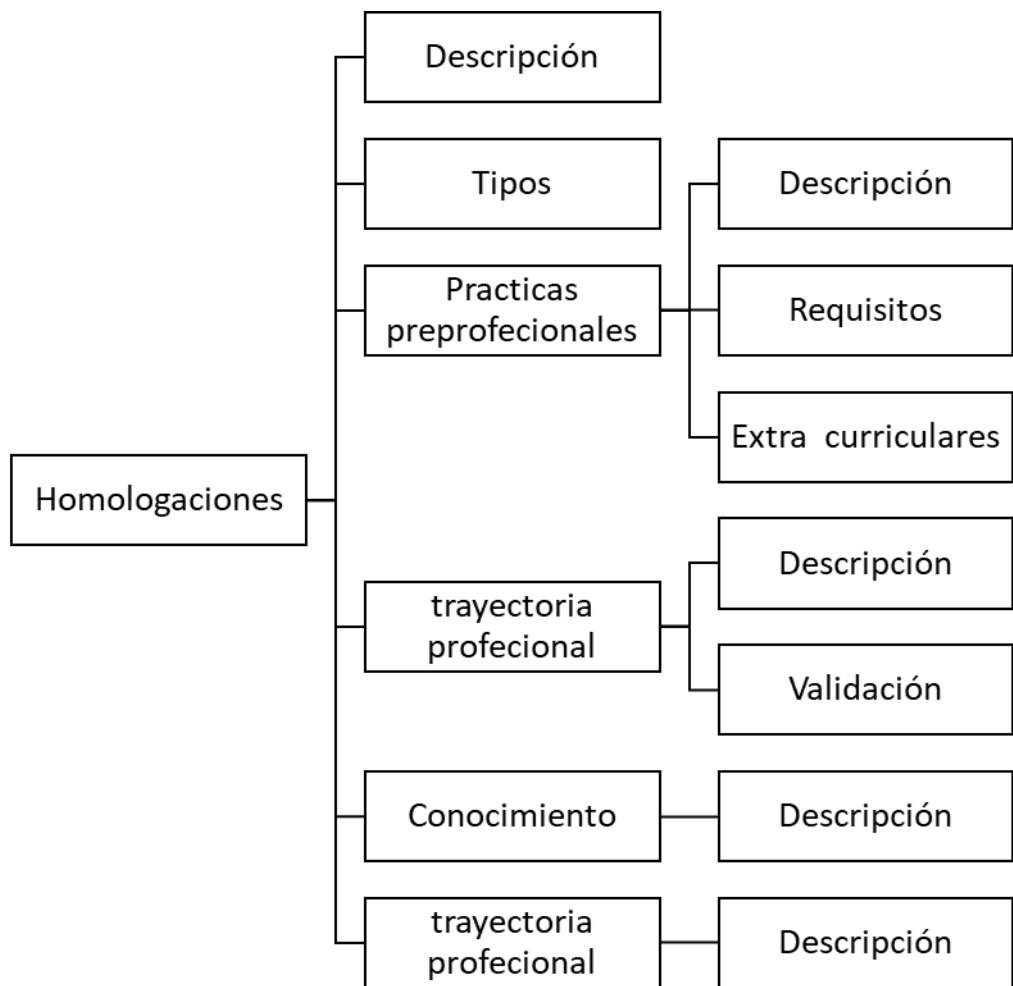 Descripción
Tipos
Descripción
Practicas
preprofecionales
Requisitos
Extra curriculares
Homologaciones
Descripción
trayectoria
profecional
Validación
Conocimiento
Descripción
trayectoria
profecional
Descripción